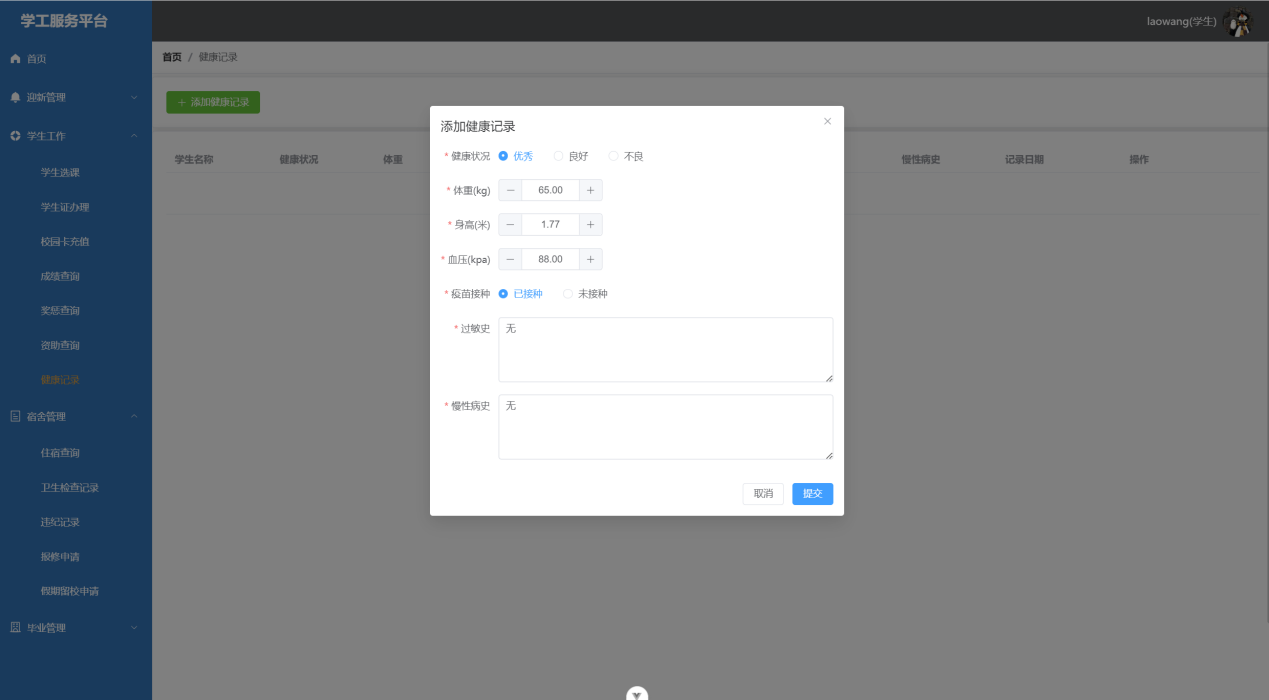 学工服务平台
laowang(学生)
首页
迎新管理
学生工作
学生选课
学生证办理
校园卡充值
成绩查询
奖惩查询
资助查询
健康记录
宿舍管理
住宿查询
卫生检查记录
违纪记录
报修申请
假期留校申请
毕业管理
首页 / 健康记录
+ 添加健康记录
学生名称 健康状况 体重 慢性病史 记录日期 操作
添加健康记录 ×
* 健康状况 优秀 良好 不良
* 体重(kg) − 65.00 +
* 身高(米) − 1.77 +
* 血压(kpa) − 88.00 +
* 疫苗接种 已接种 未接种
* 过敏史 无
* 慢性病史 无
取消 提交